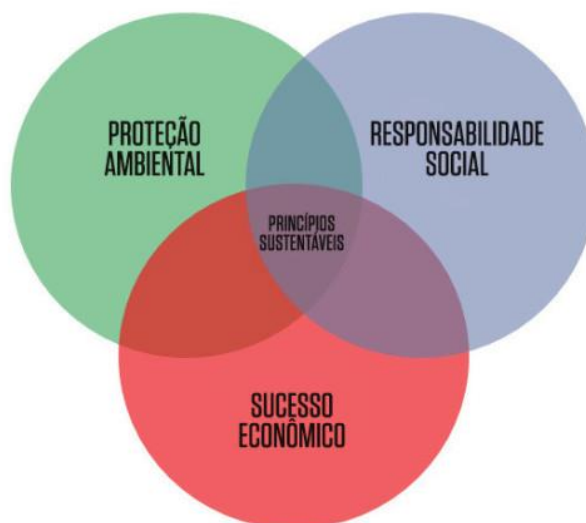 PROTEÇÃO
AMBIENTAL
RESPONSABILIDADE
SOCIAL
PRINCÍPIOS
SUSTENTÁVEIS
SUCESSO
ECONÔMICO